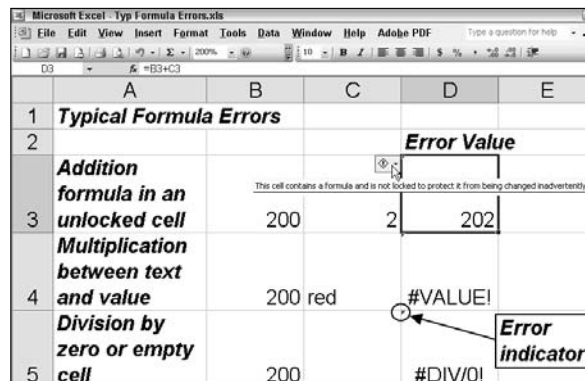 Microsoft Excel - Typ Formula Errors.xls
File Edit View Insert Format Tools Data Window Help Adobe PDF Type a question for help
200% 10 B I $ % ,
D3 fx =B3+C3
A B C D E
1 Typical Formula Errors
2 Error Value
Addition
formula in an
3 unlocked cell 200 2 202
This cell contains a formula and is not locked to protect it from being changed inadvertently
Multiplication
between text
4 and value 200 red #VALUE!
Division by
zero or empty
5 cell 200 #DIV/0!
Error
indicator